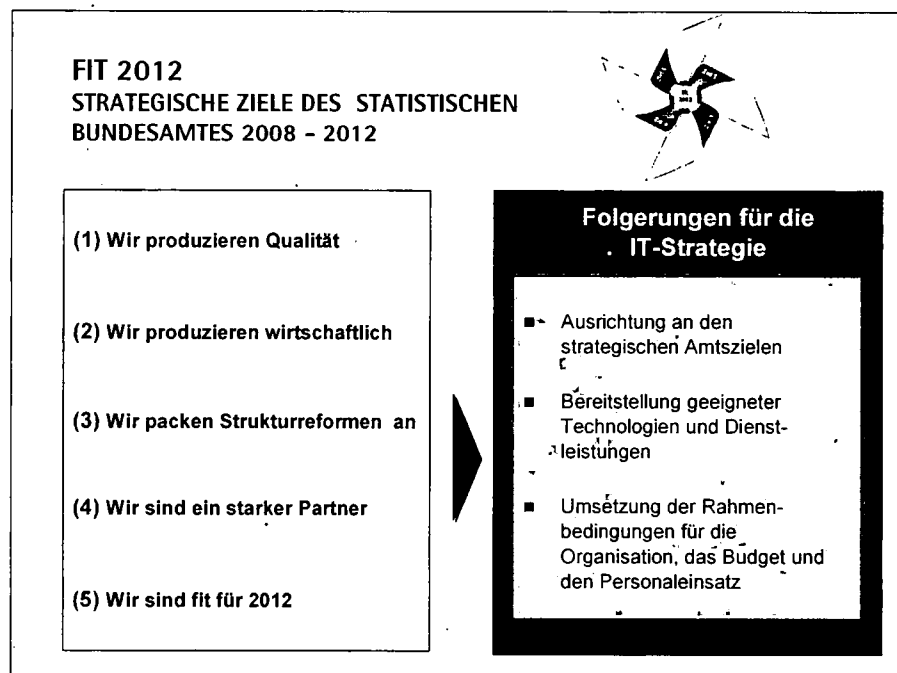 FIT 2012
STRATEGISCHE ZIELE DES STATISTISCHEN
BUNDESAMTES 2008 – 2012
(1) Wir produzieren Qualität
(2) Wir produzieren wirtschaftlich
(3) Wir packen Strukturreformen an
(4) Wir sind ein starker Partner
(5) Wir sind fit für 2012
Folgerungen für die
IT-Strategie
■ Ausrichtung an den
strategischen Amtszielen
■ Bereitstellung geeigneter
Technologien und Dienst-
leistungen
■ Umsetzung der Rahmen-
bedingungen für die
Organisation, das Budget und
den Personaleinsatz